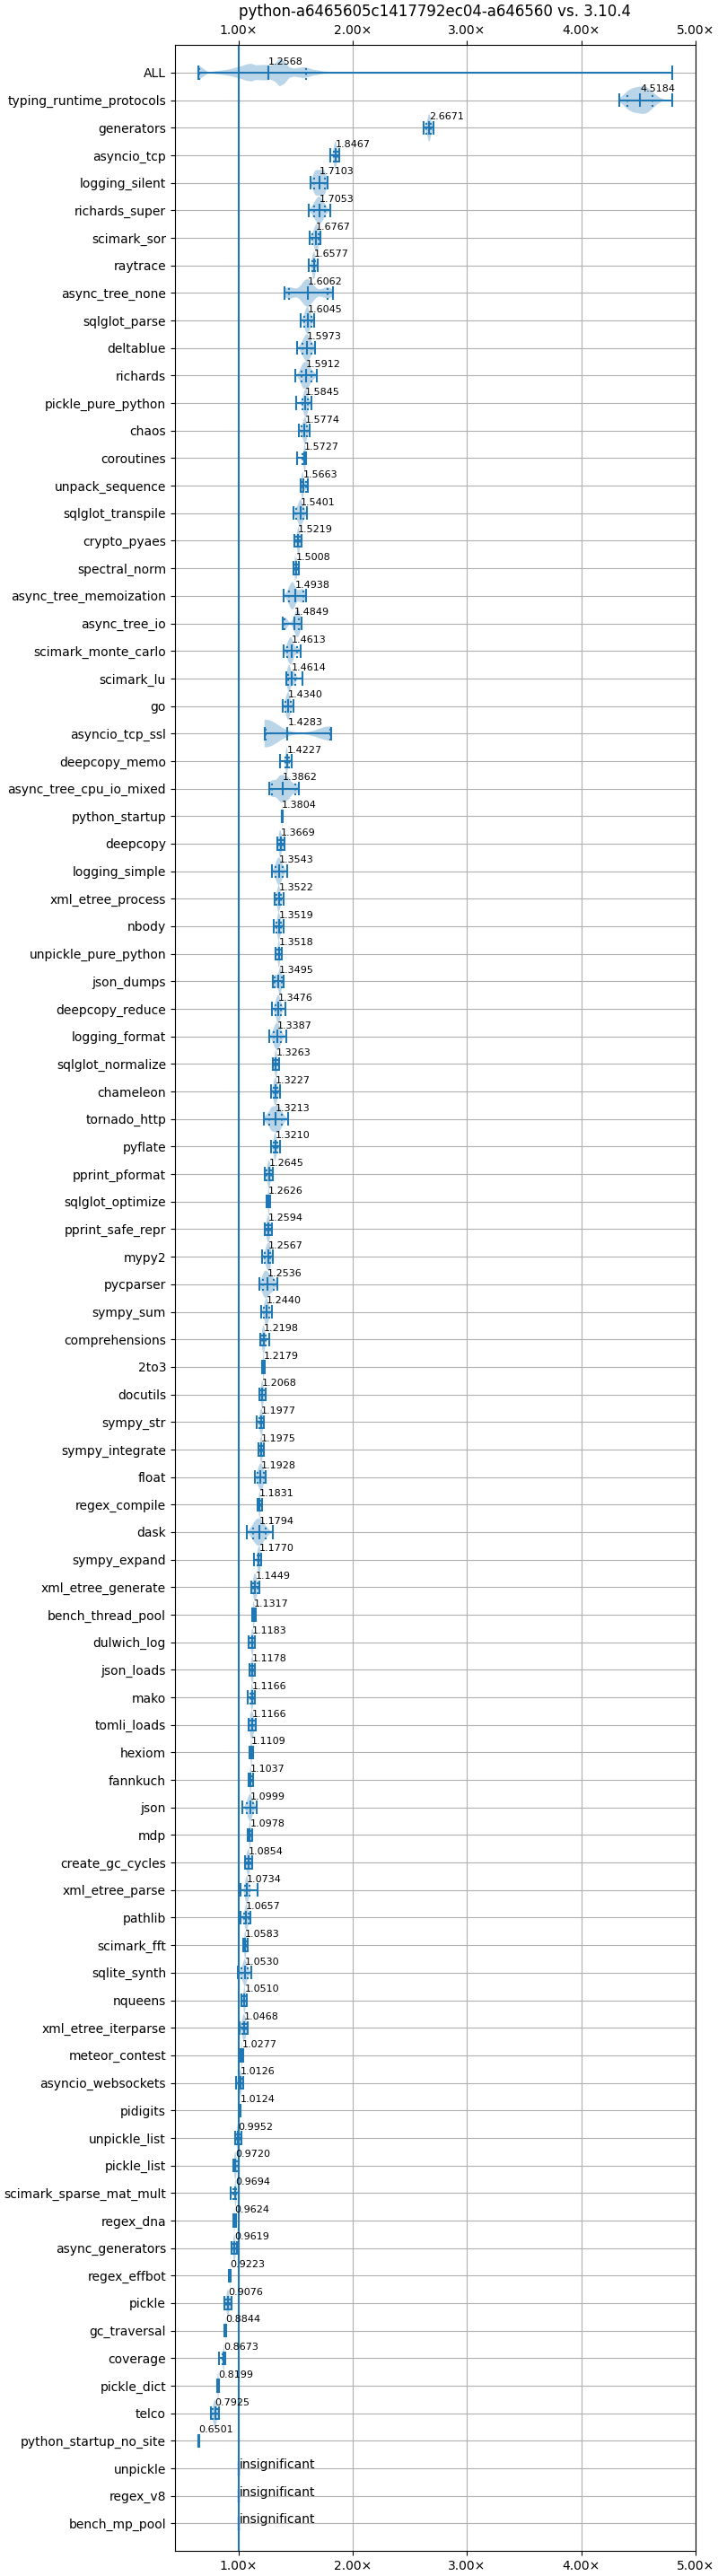 python-a6465605c1417792ec04-a646560 vs. 3.10.4
1.00× 2.00× 3.00× 4.00× 5.00×
ALL 1.2568
typing_runtime_protocols 4.5184
generators 2.6671
asyncio_tcp 1.8467
logging_silent 1.7103
richards_super 1.7053
scimark_sor 1.6767
raytrace 1.6577
async_tree_none 1.6062
sqlglot_parse 1.6045
deltablue 1.5973
richards 1.5912
pickle_pure_python 1.5845
chaos 1.5774
coroutines 1.5727
unpack_sequence 1.5663
sqlglot_transpile 1.5401
crypto_pyaes 1.5219
spectral_norm 1.5008
async_tree_memoization 1.4938
async_tree_io 1.4849
scimark_monte_carlo 1.4613
scimark_lu 1.4614
go 1.4340
asyncio_tcp_ssl 1.4283
deepcopy_memo 1.4227
async_tree_cpu_io_mixed 1.3862
python_startup 1.3804
deepcopy 1.3669
logging_simple 1.3543
xml_etree_process 1.3522
nbody 1.3519
unpickle_pure_python 1.3518
json_dumps 1.3495
deepcopy_reduce 1.3476
logging_format 1.3387
sqlglot_normalize 1.3263
chameleon 1.3227
tornado_http 1.3213
pyflate 1.3210
pprint_pformat 1.2645
sqlglot_optimize 1.2626
pprint_safe_repr 1.2594
mypy2 1.2567
pycparser 1.2536
sympy_sum 1.2440
comprehensions 1.2198
2to3 1.2179
docutils 1.2068
sympy_str 1.1977
sympy_integrate 1.1975
float 1.1928
regex_compile 1.1831
dask 1.1794
sympy_expand 1.1770
xml_etree_generate 1.1449
bench_thread_pool 1.1317
dulwich_log 1.1183
json_loads 1.1178
mako 1.1166
tomli_loads 1.1166
hexiom 1.1109
fannkuch 1.1037
json 1.0999
mdp 1.0978
create_gc_cycles 1.0854
xml_etree_parse 1.0734
pathlib 1.0657
scimark_fft 1.0583
sqlite_synth 1.0530
nqueens 1.0510
xml_etree_iterparse 1.0468
meteor_contest 1.0277
asyncio_websockets 1.0126
pidigits 1.0124
unpickle_list 0.9952
pickle_list 0.9720
scimark_sparse_mat_mult 0.9694
regex_dna 0.9624
async_generators 0.9619
regex_effbot 0.9223
pickle 0.9076
gc_traversal 0.8844
coverage 0.8673
pickle_dict 0.8199
telco 0.7925
python_startup_no_site 0.6501
unpickle insignificant
regex_v8 insignificant
bench_mp_pool insignificant
1.00× 2.00× 3.00× 4.00× 5.00×